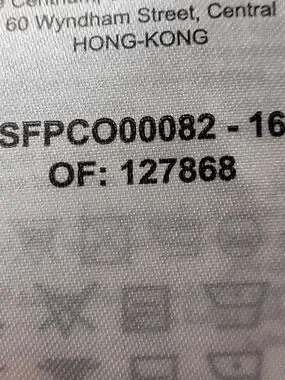 60 Wyndham Street, Central
HONG-KONG
SFPCO00082 - 16
OF: 127868